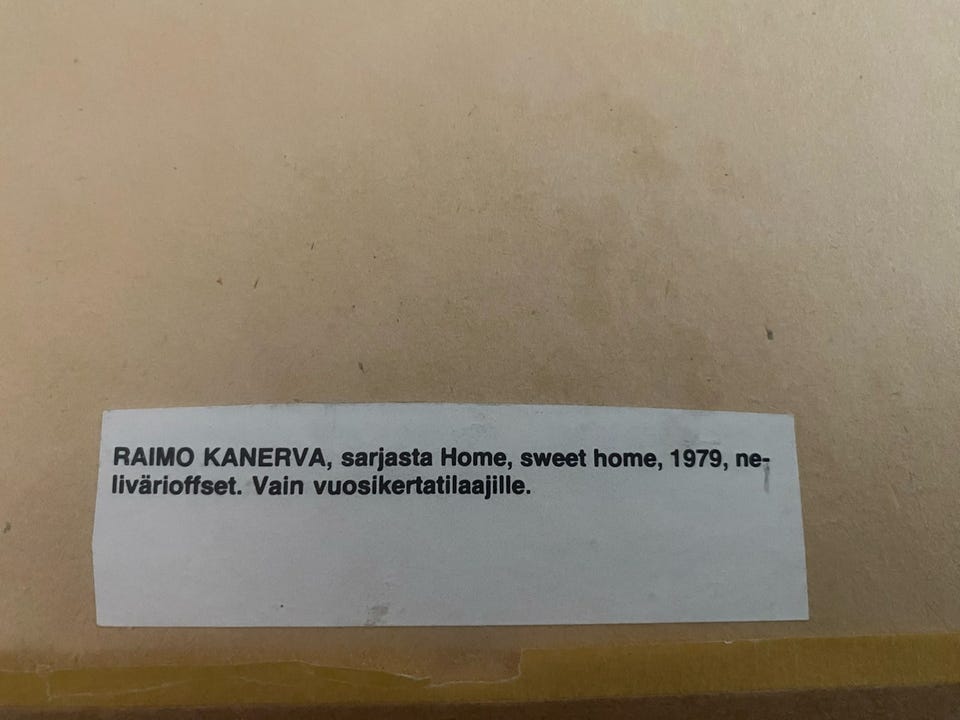 RAIMO KANERVA, sarjasta Home, sweet home, 1979, ne-
livärioffset. Vain vuosikertatilaajille.